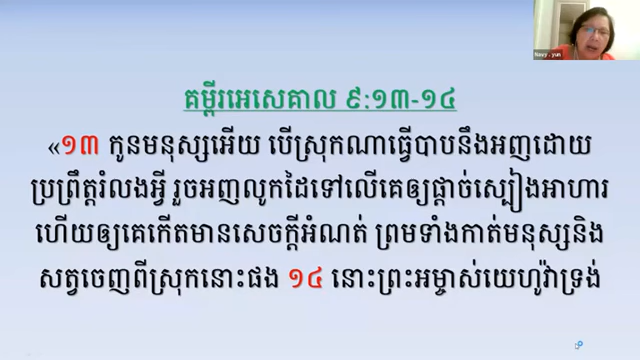 Navy . yun
គម្ពីរអេសេគាល ៩:១៣-១៤
«១៣ កូនមនុស្សអើយ បើស្រុកណាធ្វើបាបនឹងអញដោយ
ប្រព្រឹត្តរំលងអ្វី រួចអញលូកដៃទៅលើគេឲ្យផ្តាច់ស្បៀងអាហារ
ហើយឲ្យគេកើតមានសេចក្តីអំណត់ ព្រមទាំងកាត់មនុស្សនិង
សត្វចេញពីស្រុកនោះផង ១៤ នោះព្រះអម្ចាស់យេហូវ៉ាទ្រង់